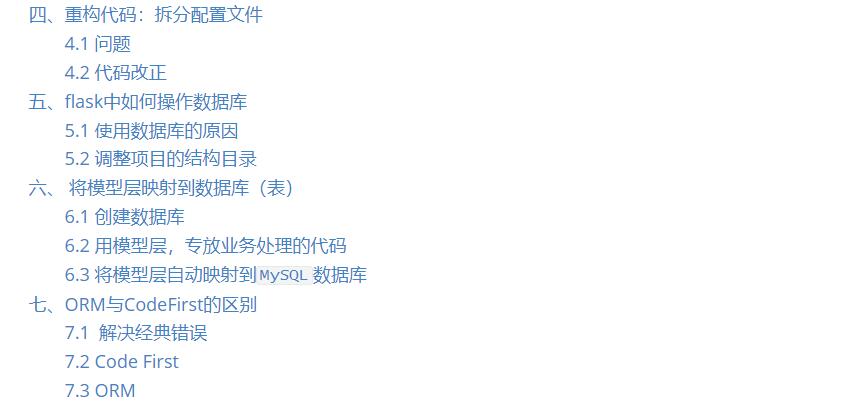 四、重构代码：拆分配置文件
4.1 问题
4.2 代码改正
五、flask中如何操作数据库
5.1 使用数据库的原因
5.2 调整项目的结构目录
六、 将模型层映射到数据库（表）
6.1 创建数据库
6.2 用模型层，专放业务处理的代码
6.3 将模型层自动映射到MySQL数据库
七、ORM与CodeFirst的区别
7.1 解决经典错误
7.2 Code First
7.3 ORM